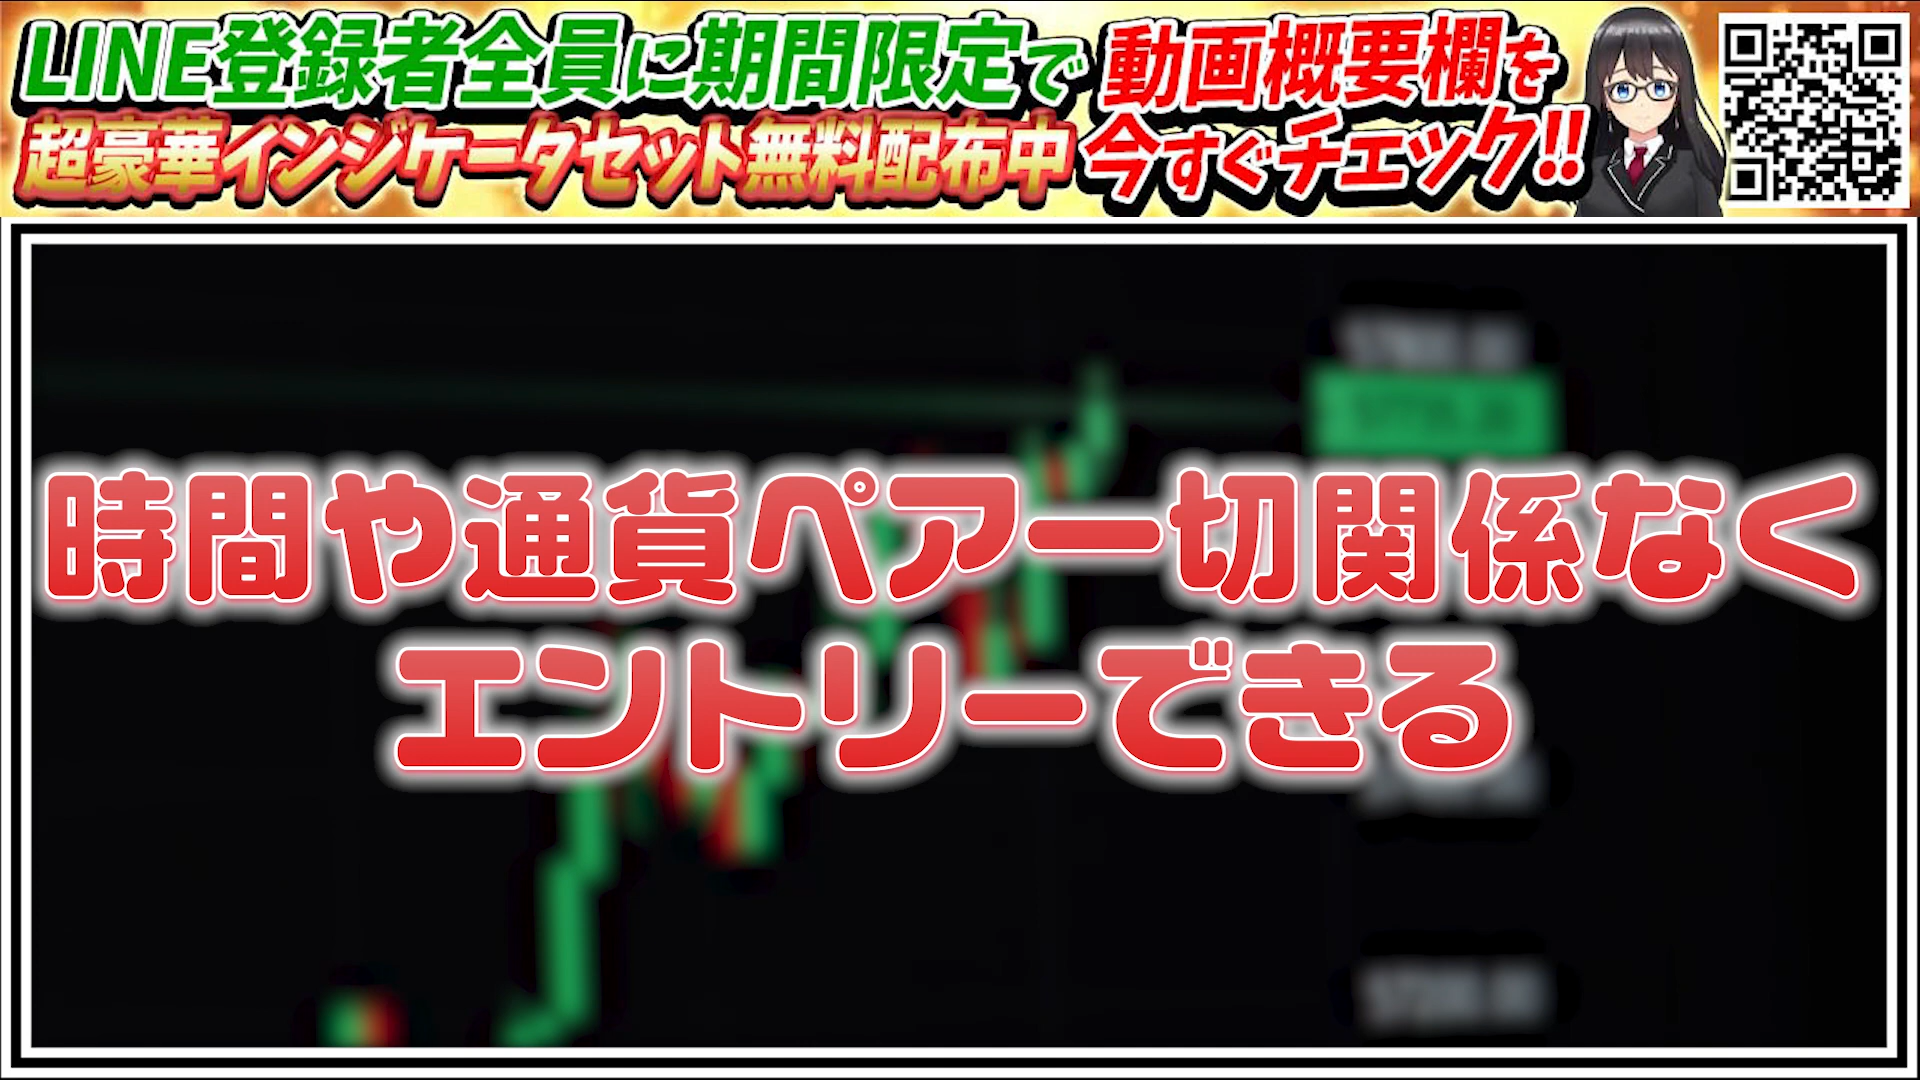 LINE登録者全員に期間限定で
超豪華インジケータセット無料配布中
動画概要欄を
今すぐチェック!!
時間や通貨ペア一切関係なく
エントリーできる